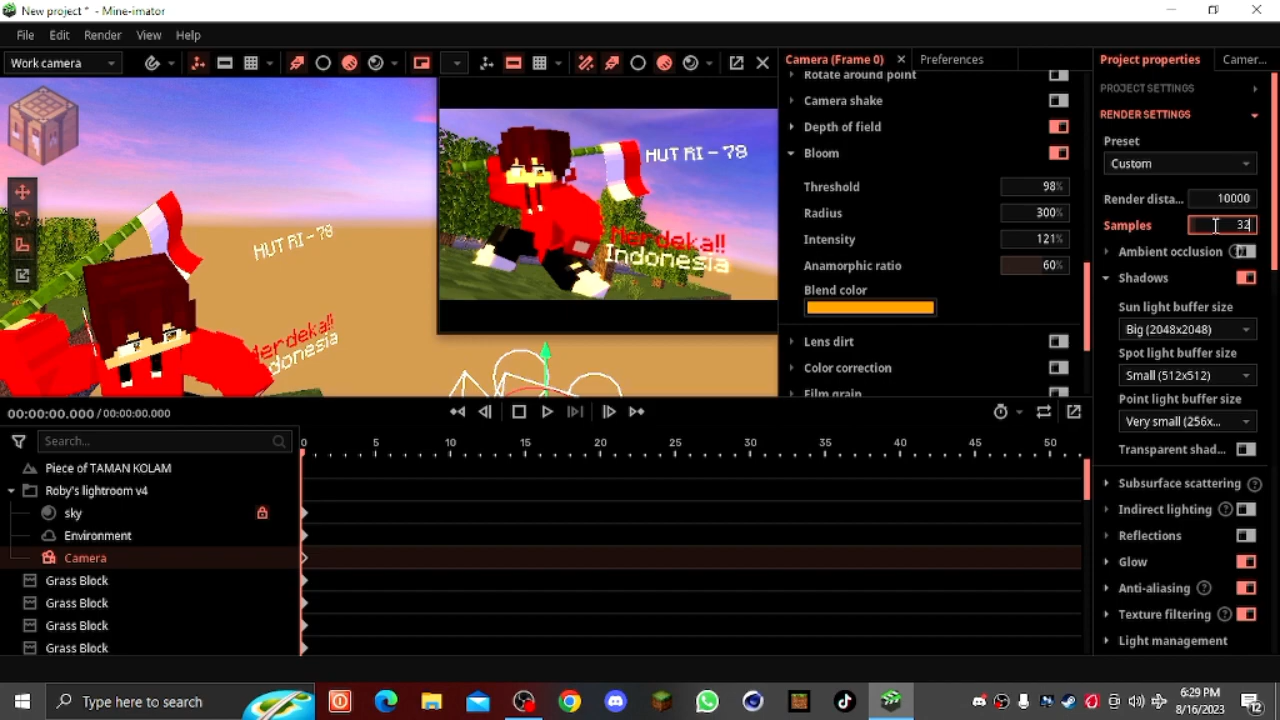 New project * - Mine-imator
File Edit Render View Help
Work camera
HUT RI - 78
Merdeka!!
Indonesia
HUT RI - 78
Merdeka!!
Indonesia
Camera (Frame 0)
Preferences
Rotate around point
Camera shake
Depth of field
Bloom
Threshold 98%
Radius 300%
Intensity 121%
Anamorphic ratio 60%
Blend color
Lens dirt
Color correction
Film grain
Project properties
Camer...
PROJECT SETTINGS
RENDER SETTINGS
Preset
Custom
Render dista... 10000
Samples 32
Ambient occlusion
Shadows
Sun light buffer size
Big (2048x2048)
Spot light buffer size
Small (512x512)
Point light buffer size
Very small (256x...
Transparent shad...
Subsurface scattering
Indirect lighting
Reflections
Glow
Anti-aliasing
Texture filtering
Light management
00:00:00.000 / 00:00:00.000
Search...
0 5 10 15 20 25 30 35 40 45 50
Piece of TAMAN KOLAM
Roby's lightroom v4
sky
Environment
Camera
Grass Block
Grass Block
Grass Block
Grass Block
Type here to search
6:29 PM
8/16/2023
12